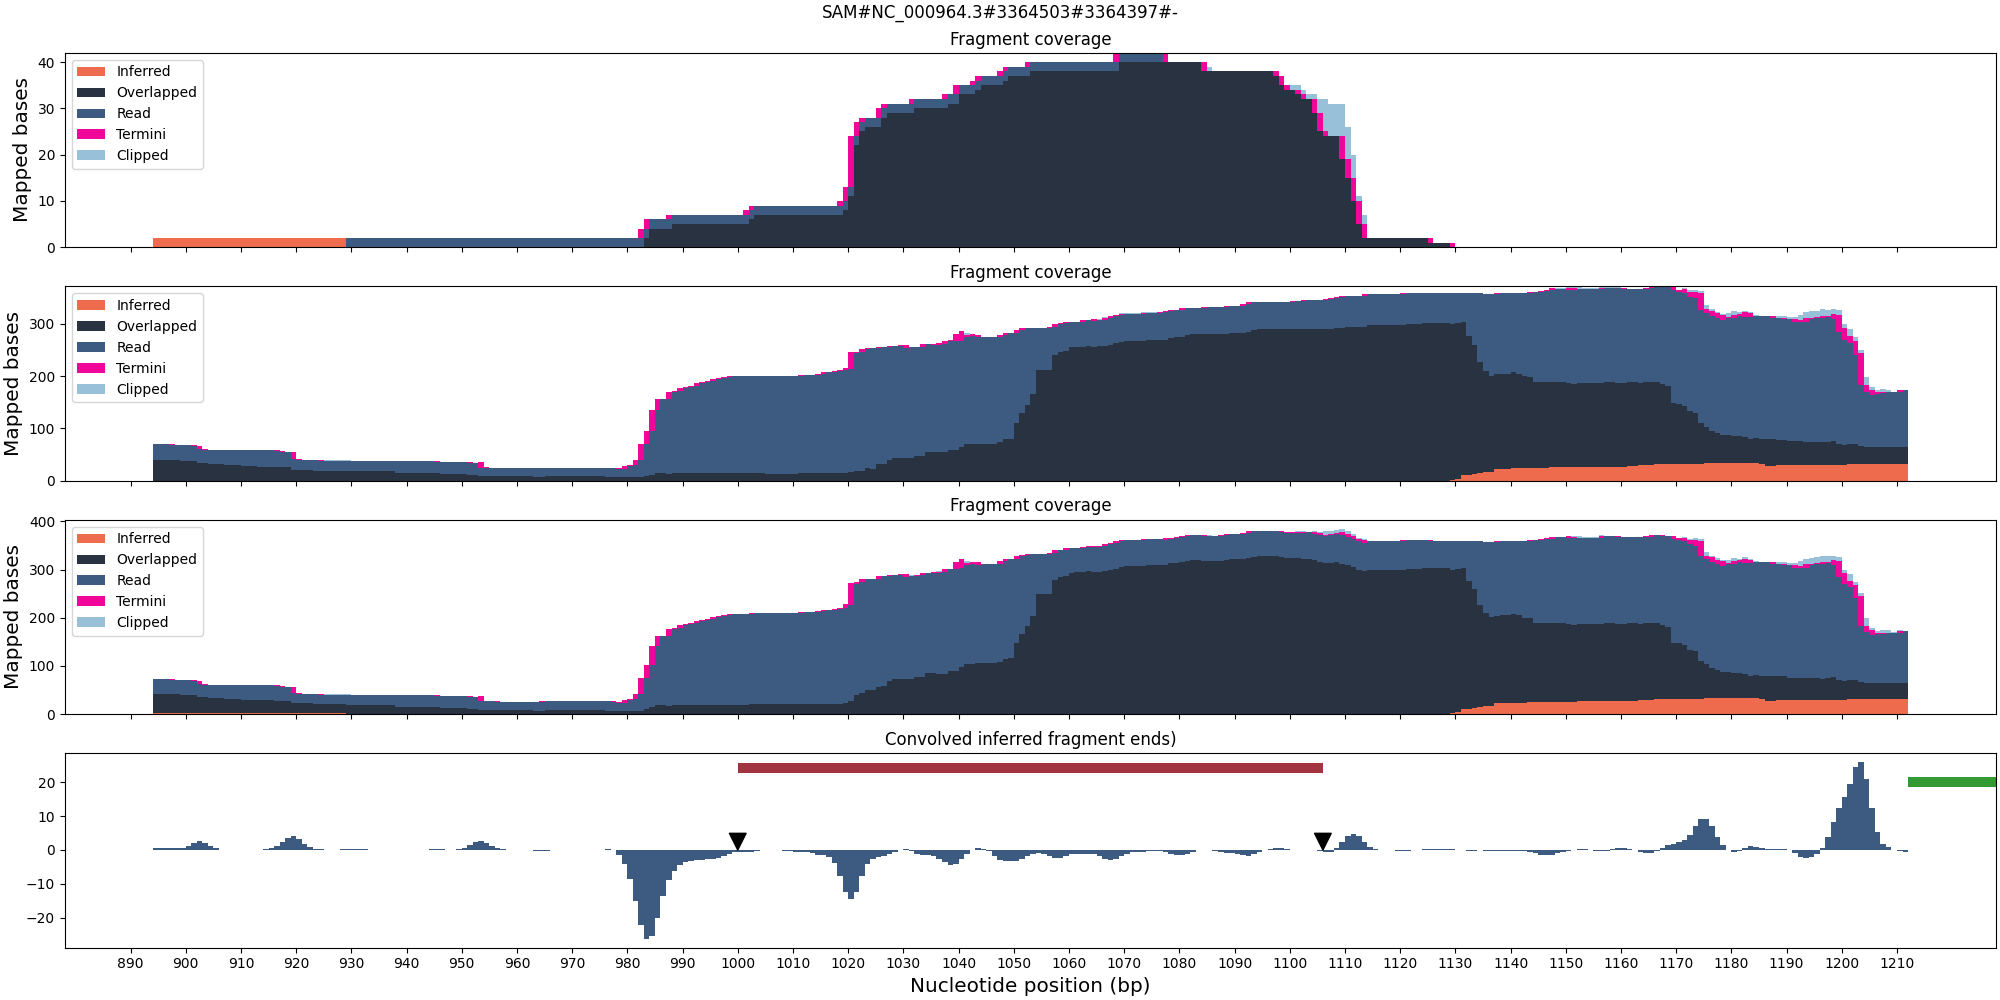 SAM#NC_000964.3#3364503#3364397#-
Fragment coverage
Mapped bases
40
30
20
10
0
Inferred
Overlapped
Read
Termini
Clipped
Fragment coverage
Mapped bases
300
200
100
0
Inferred
Overlapped
Read
Termini
Clipped
Fragment coverage
Mapped bases
400
300
200
100
0
Inferred
Overlapped
Read
Termini
Clipped
Convolved inferred fragment ends)
20
10
0
−10
−20
890 900 910 920 930 940 950 960 970 980 990 1000 1010 1020 1030 1040 1050 1060 1070 1080 1090 1100 1110 1120 1130 1140 1150 1160 1170 1180 1190 1200 1210
Nucleotide position (bp)